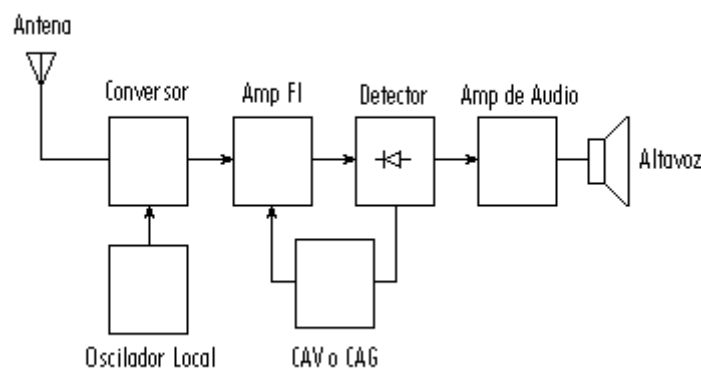 Antena
Conversor
Amp FI
Detector
Amp de Audio
Altavoz
Oscilador Local
CAV o CAG